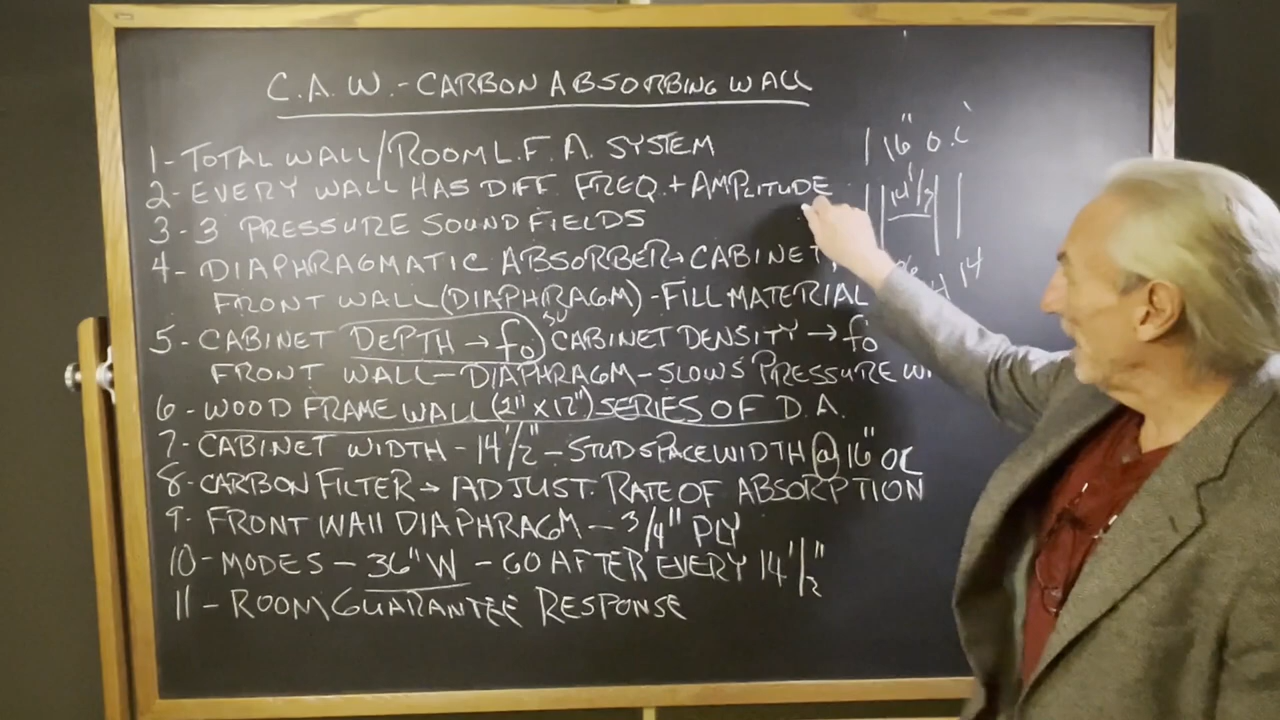 C.A.W. - CARBON ABSORBING WALL
1 - TOTAL WALL/ROOM L.F.A. SYSTEM
2 - EVERY WALL HAS DIFF. FREQ. + AMPLITUDE
3 - 3 PRESSURE SOUND FIELDS
4 - DIAPHRAGMATIC ABSORBER → CABINET,
FRONT WALL (DIAPHRAGM) - FILL MATERIAL
5 - CABINET DEPTH → fo CABINET DENSITY → fo
FRONT WALL - DIAPHRAGM - SLOWS PRESSURE
6 - WOOD FRAME WALL (2" X 12") SERIES OF D.A.
7 - CABINET WIDTH - 14 1/2" - STUD SPACE WIDTH @ 16" OC
8 - CARBON FILTER → ADJUST. RATE OF ABSORPTION
9 - FRONT WALL DIAPHRAGM - 3/4" PLY
10 - MODES - 36" W - GO AFTER EVERY 14 1/2"
11 - ROOM GUARANTEE RESPONSE
16" O.C
14 1/2
14